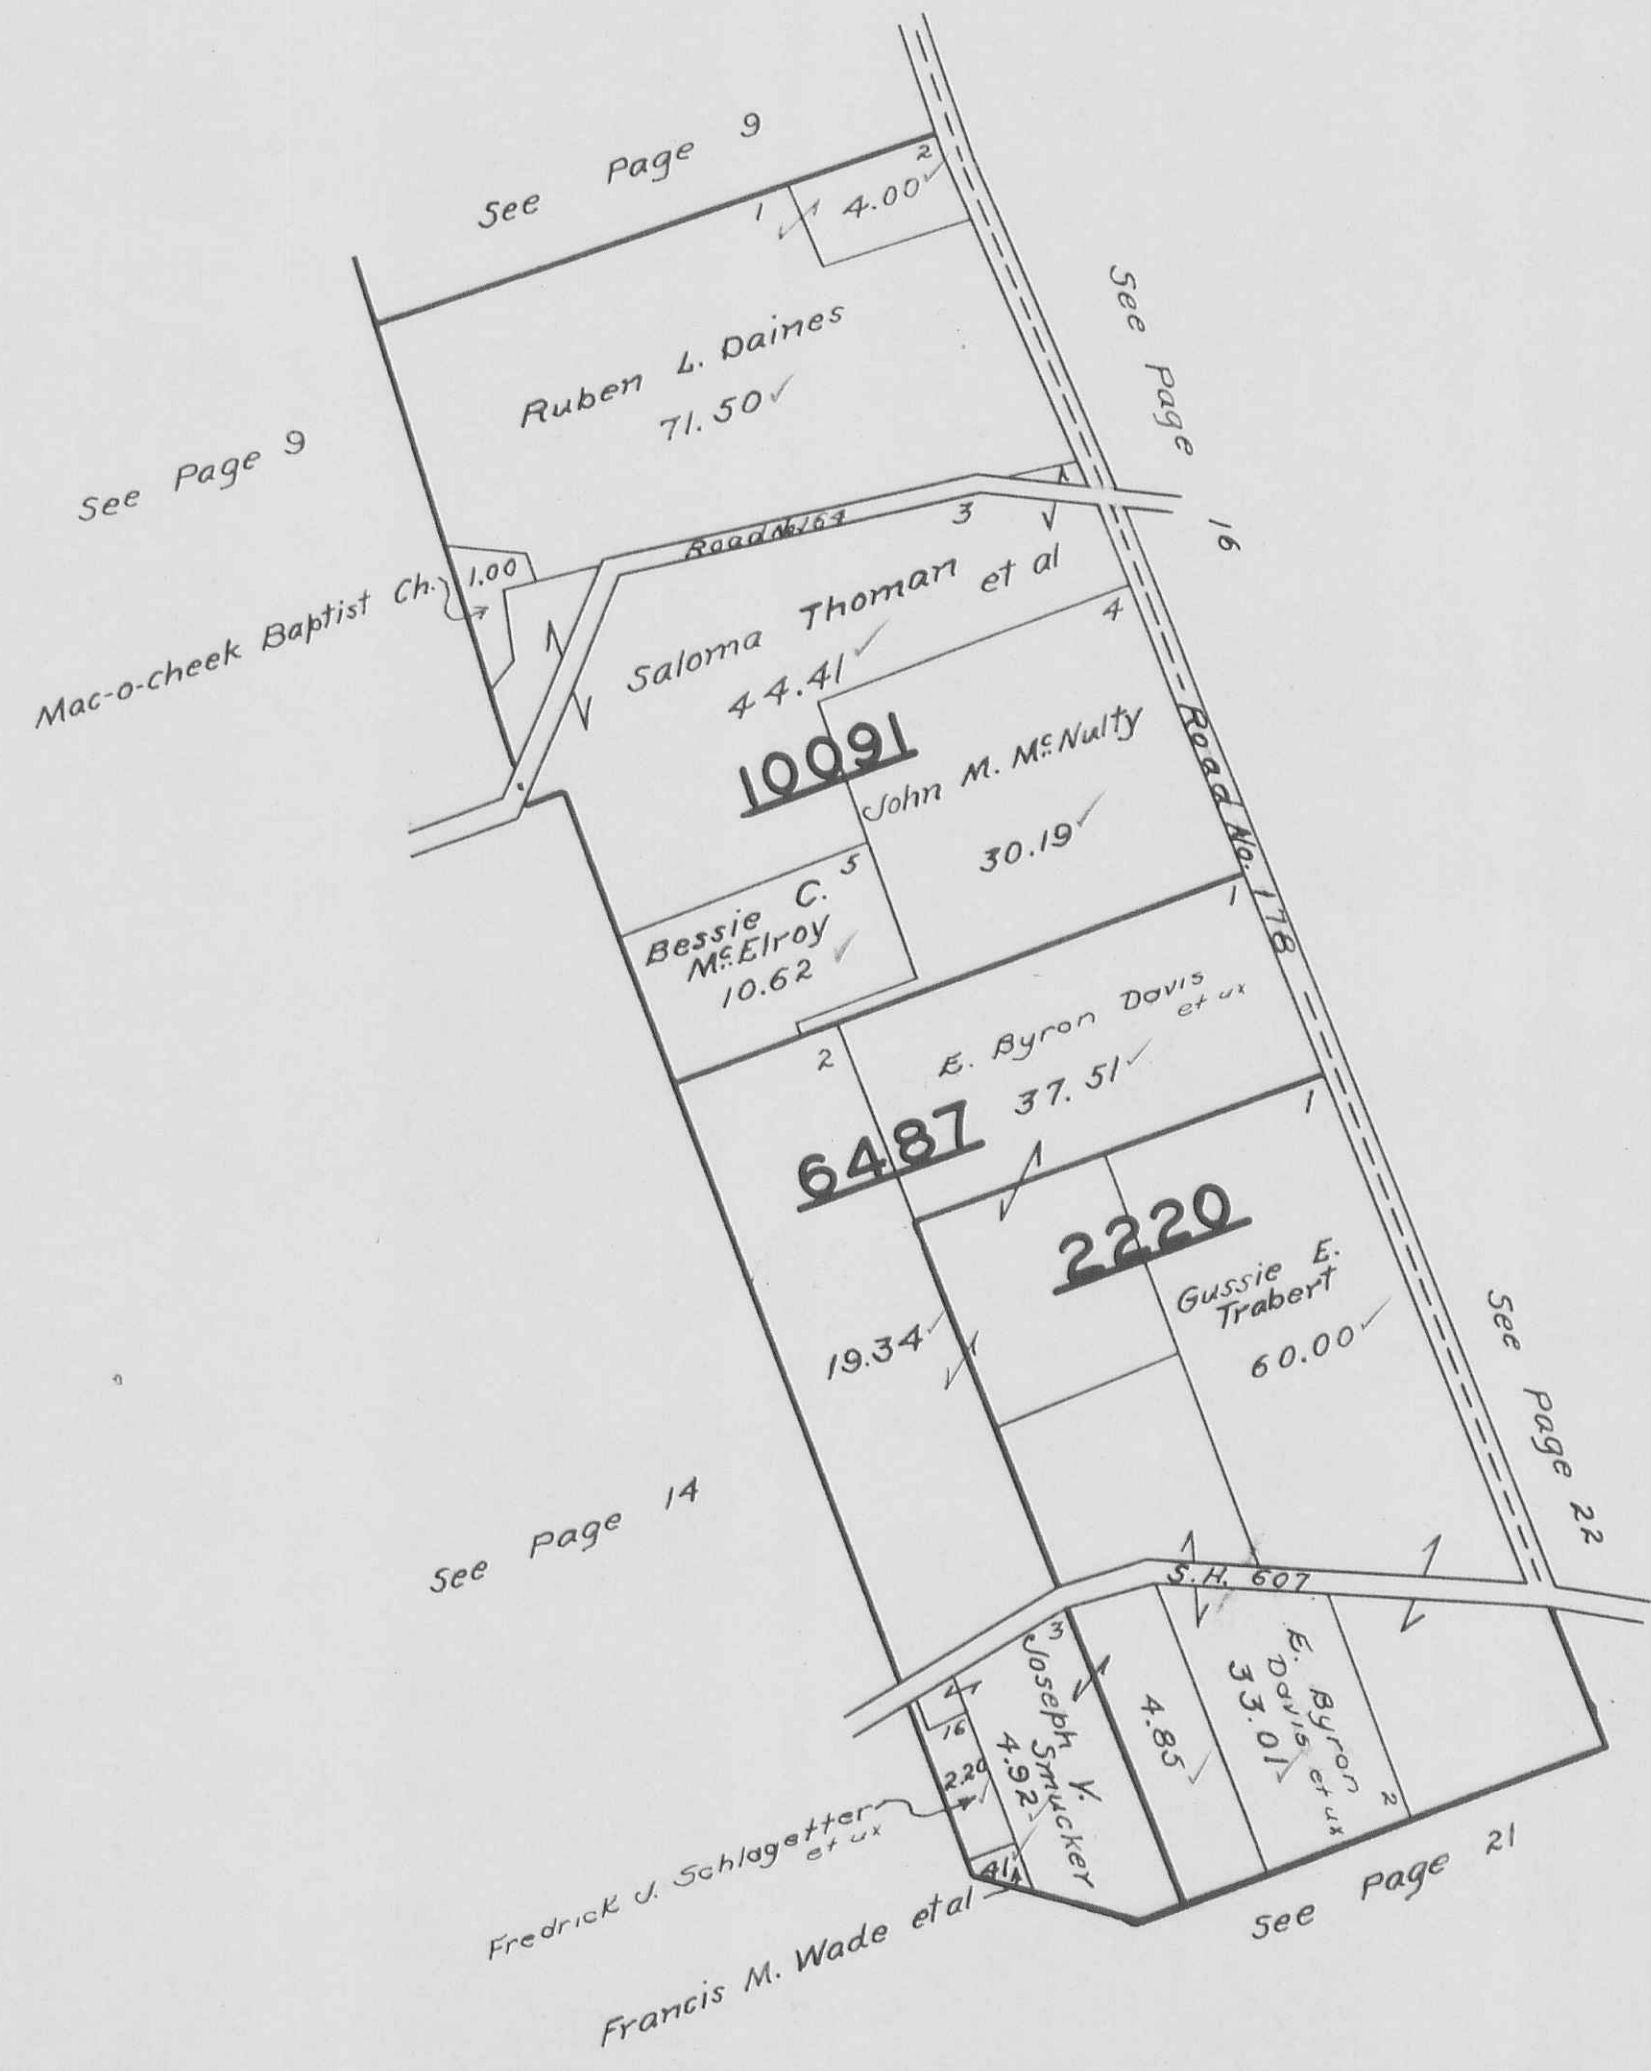 See Page 9
2
4.00
1
Ruben L. Daines
71.50
See Page 16
See Page 9
Road No. 164
3
1.00
Mac-o-cheek Baptist Ch.
Saloma Thoman et al
44.41
4
10091
John M. McNulty
30.19
Road No. 178
5
Bessie C.
McElroy
10.62
1
E. Byron Davis
et ux
37.51
2
6487
1
2220
Gussie E.
Trabert
60.00
19.34
See Page 22
See Page 14
S.H. 607
3
Joseph V.
Smucker
4.92
4.85
E. Byron
Davis et ux
33.01
2
16
2.20
Fredrick J. Schlagetter
et ux
41
Francis M. Wade et al
See Page 21